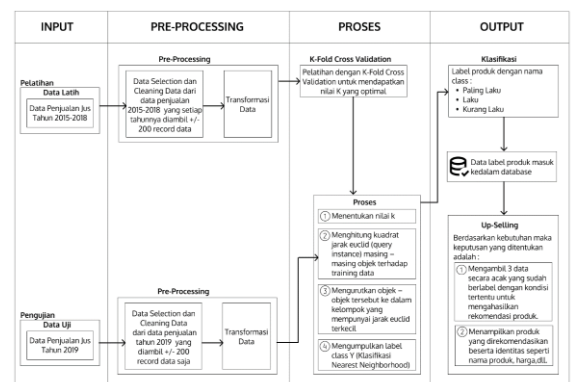 INPUT
PRE-PROCESSING
PROSES
OUTPUT
Pelatihan
Data Latih
Data Penjualan Jus
Tahun 2015-2018
Pre-Processing
Data Selection dan
Cleaning Data dari
data penjualan
2015-2018 yang setiap
tahunnya diambil +/-
200 record data
Transformasi
Data
K-Fold Cross Validation
Pelatihan dengan K-Fold Cross
Validation untuk mendapatkan
nilai K yang optimal
Klasifikasi
Label produk dengan nama
class :
• Paling Laku
• Laku
• Kurang Laku
Data label produk masuk
kedalam database
Pengujian
Data Uji
Data Penjualan Jus
Tahun 2019
Pre-Processing
Data Selection dan
Cleaning Data
dari data penjualan
tahun 2019 yang
diambil +/- 200
record data saja
Transformasi
Data
Proses
1 Menentukan nilai k
2 Menghitung kuadrat
jarak euclid (query
instance) masing –
masing objek terhadap
training data
3 Mengurutkan objek –
objek tersebut ke dalam
kelompok yang
mempunyai jarak euclid
terkecil
4 Mengumpulkan label
class Y (Klasifikasi
Nearest Neighborhood)
Up-Selling
Berdasarkan kebutuhan maka
keputusan yang ditentukan
adalah :
1 Mengambil 3 data
secara acak yang sudah
berlabel dengan kondisi
tertentu untuk
mengahasilkan
rekomendasi produk.
2 Menampilkan produk
yang direkomendasikan
beserta identitas seperti
nama produk, harga,dll.